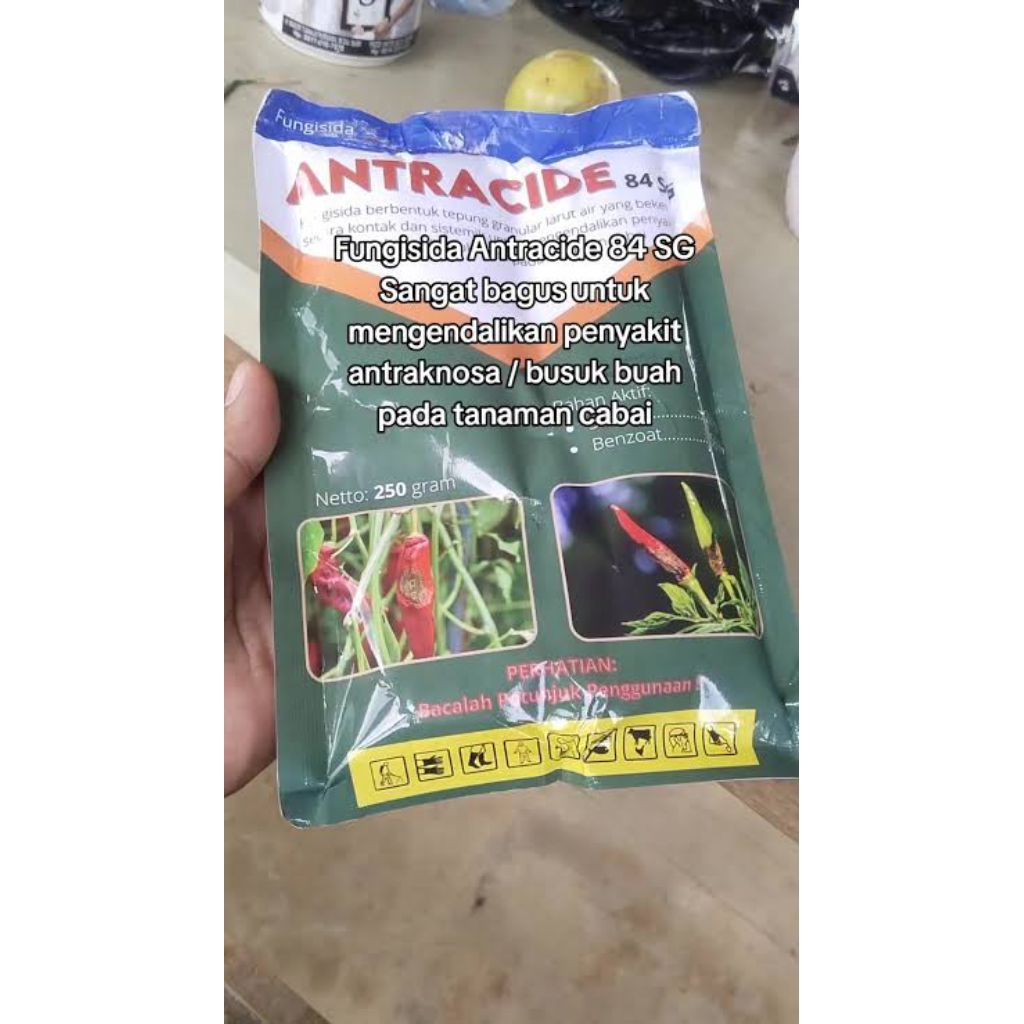 Fungisida
ANTRACIDE 84 SG
Fungisida berbentuk tepung granular larut air yang
secara kontak dan sistemik mengendalikan
Fungisida Antracide 84 SG
Sangat bagus untuk
mengendalikan penyakit
antraknosa / busuk buah
pada tanaman cabai
Bahan Aktif:
Benzoat
Netto: 250 gram
PERHATIAN:
Bacalah Petunjuk Penggunaan !